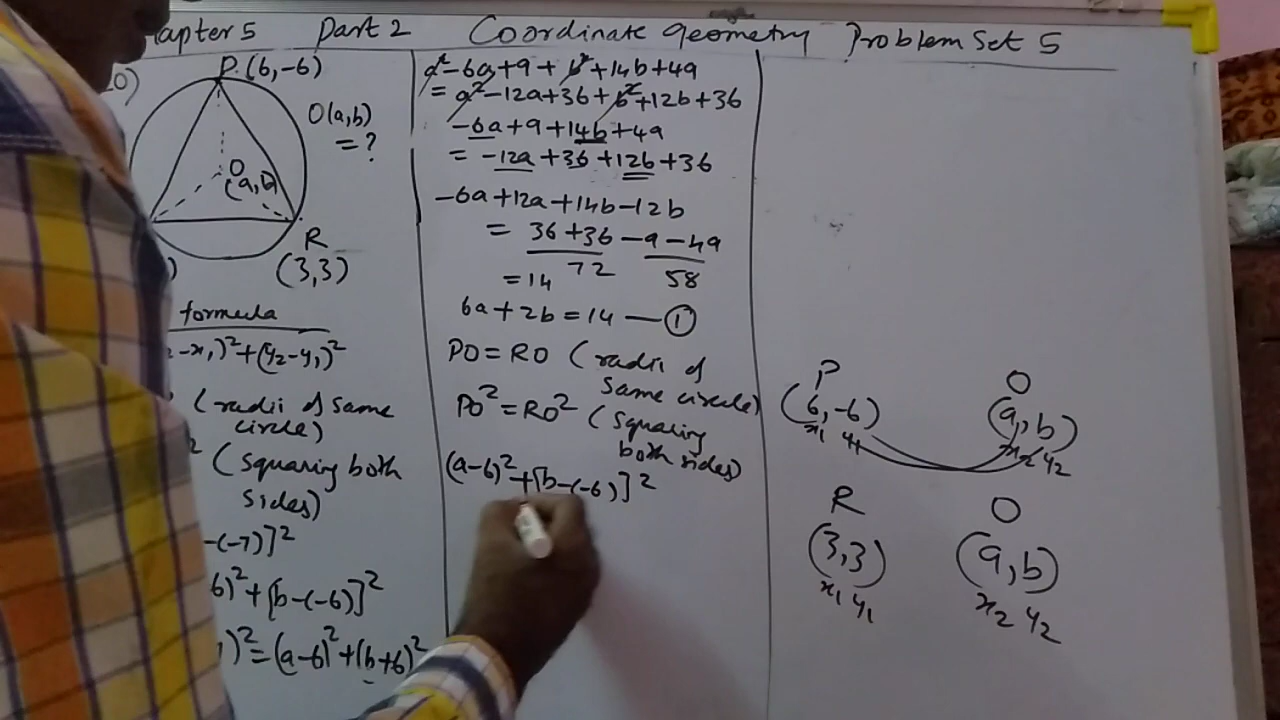 apter 5 Part 2 Coordinate geometry Problem Set 5
0)
P (6,-6)
O(a,b)
= ?
O
(a,b)
R
)
(3,3)
formula
-x₁)²+(y₂-y₁)²
(radii of same
circle)
² (squaring both
sides)
-(-7)]²
6)²+[b-(-6)]²
)²=(a-6)²+(b+6)²
a²-6a+9+b²+14b+49
= a²-12a+36+b²+12b+36
-6a+9+14b+49
= -12a+36+12b+36
-6a+12a+14b-12b
= 36+36-9-49
=14 72 58
6a+2b=14 — ①
PO=RO (radii of
same circle)
PO²=RO² (squaring
both sides)
(a-6)²+[b-(-6)]²
P
(6,-6)
x₁ y₁
O
(a,b)
x₂ y₂
R
(3,3)
x₁ y₁
O
(a,b)
x₂ y₂